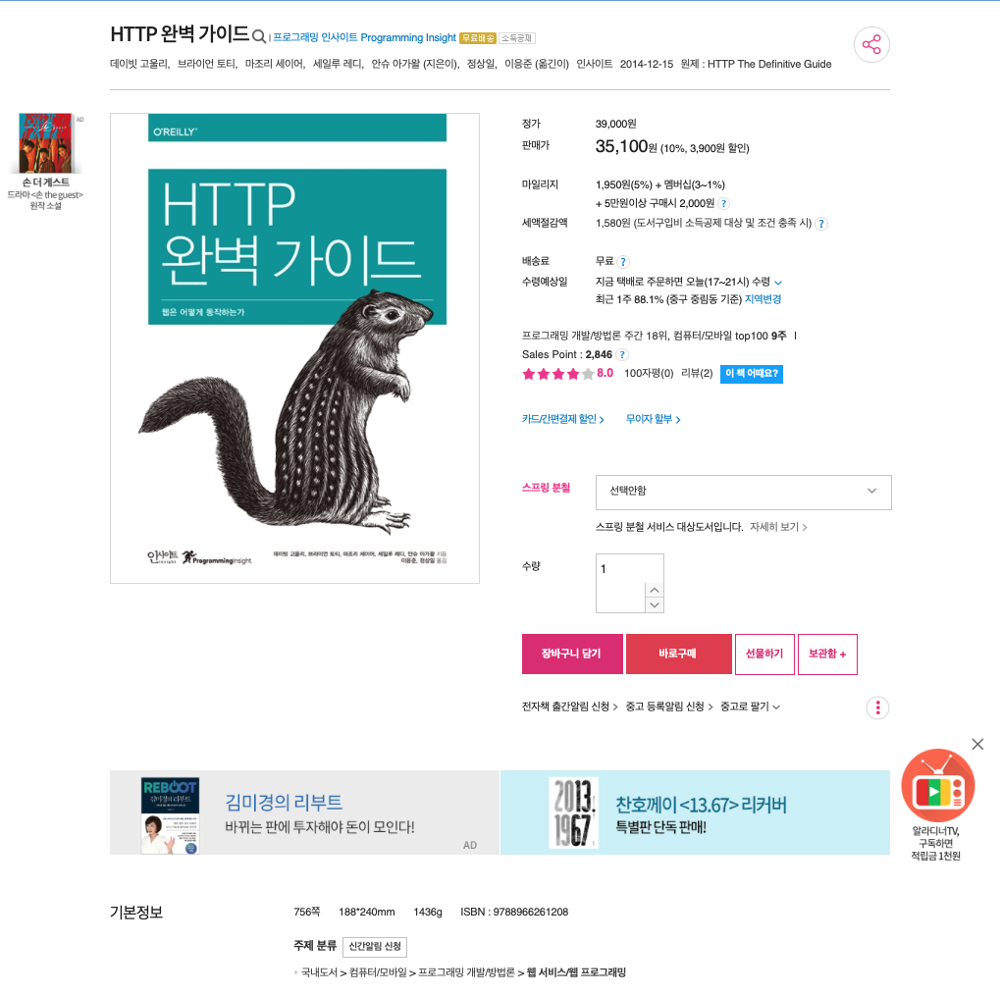 HTTP 완벽 가이드 | 프로그래밍 인사이트 Programming Insight 무료배송 소득공제
데이빗 고울리, 브라이언 토티, 마조리 세이어, 세일루 레디, 안슈 아가왈 (지은이), 정상일, 이응준 (옮긴이) 인사이트 2014-12-15 원제 : HTTP The Definitive Guide
AD
손 더 게스트
드라마 <손 the guest>
원작 소설
O'REILLY
HTTP
완벽 가이드
웹은 어떻게 동작하는가
인사이트
insight
ProgrammingInsight
데이빗 고울리, 브라이언 토티, 마조리 세이어, 세일루 레디, 안슈 아가왈 지음
이응준, 정상일 옮김
정가 39,000원
판매가 35,100원 (10%, 3,900원 할인)
마일리지 1,950원(5%) + 멤버십(3~1%)
+ 5만원이상 구매시 2,000원 ?
세액절감액 1,580원 (도서구입비 소득공제 대상 및 조건 충족 시) ?
배송료 무료 ?
수령예상일 지금 택배로 주문하면 오늘(17~21시) 수령
최근 1주 88.1% (중구 중림동 기준) 지역변경
프로그래밍 개발/방법론 주간 18위, 컴퓨터/모바일 top100 9주 |
Sales Point : 2,846 ?
8.0 100자평(0) 리뷰(2) 이 책 어때요?
카드/간편결제 할인 > 무이자 할부 >
스프링 분철 선택안함
스프링 분철 서비스 대상도서입니다. 자세히 보기 >
수량 1
장바구니 담기 바로구매 선물하기 보관함 +
전자책 출간알림 신청 > 중고 등록알림 신청 > 중고로 팔기
REBOOT
김미경의 리부트
김미경의 리부트
바뀌는 판에 투자해야 돈이 모인다!
AD
2013.
1967
찬호께이 <13.67> 리커버
특별판 단독 판매!
알라디너TV,
구독하면
적립금 1천원
기본정보 756쪽 188*240mm 1436g ISBN : 9788966261208
주제 분류 신간알림 신청
국내도서 > 컴퓨터/모바일 > 프로그래밍 개발/방법론 > 웹 서비스/웹 프로그래밍